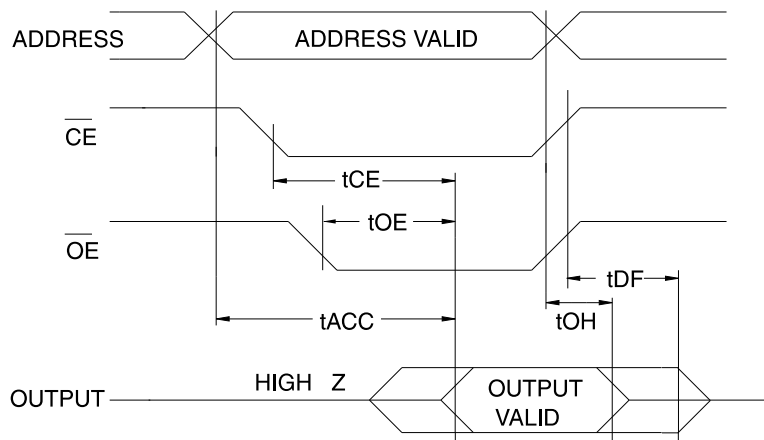 ADDRESS
ADDRESS VALID
CE
tCE
tOE
OE
tDF
tACC
tOH
HIGH Z
OUTPUT
OUTPUT
VALID